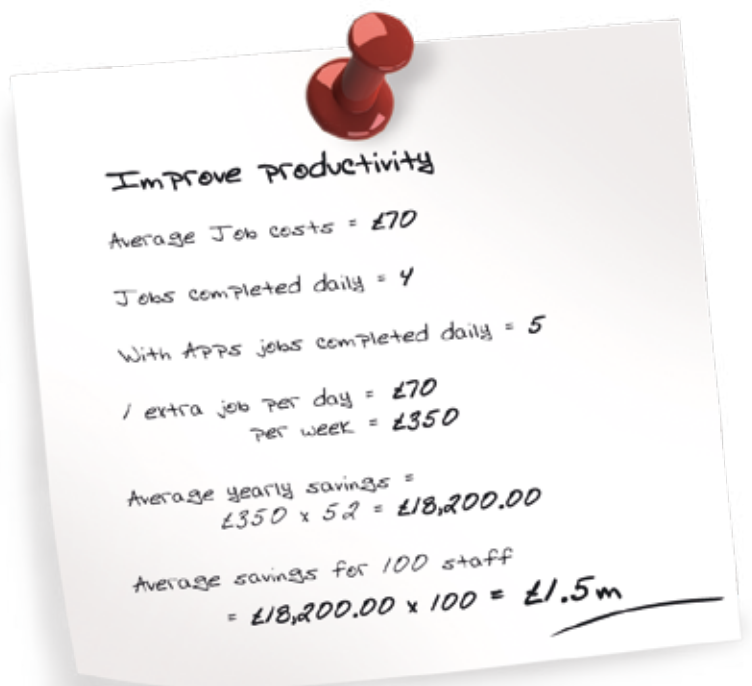 Improve productivity
Average Job costs = £70
Jobs completed daily = 4
With Apps jobs completed daily = 5
1 extra job per day = £70
per week = £350
Average yearly savings =
£350 x 52 = £18,200.00
Average savings for 100 staff
= £18,200.00 x 100 = £1.5m